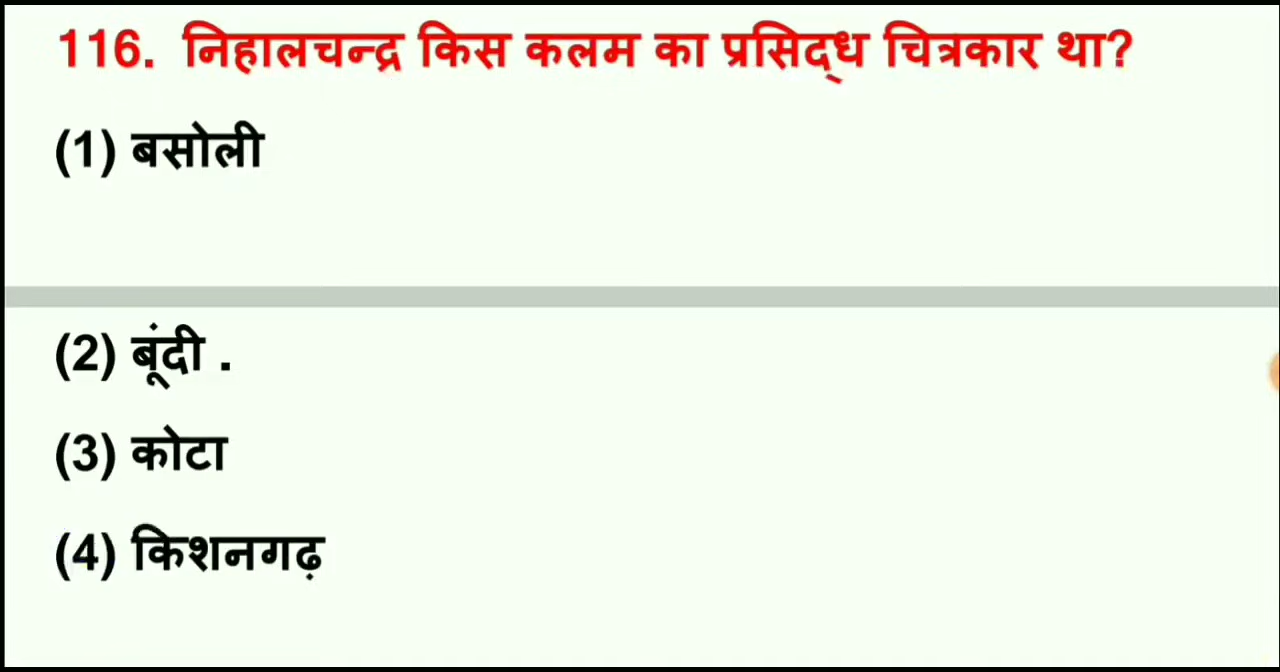 116. निहालचन्द्र किस कलम का प्रसिद्ध चित्रकार था?
(1) बसोली
(2) बूंदी .
(3) कोटा
(4) किशनगढ़